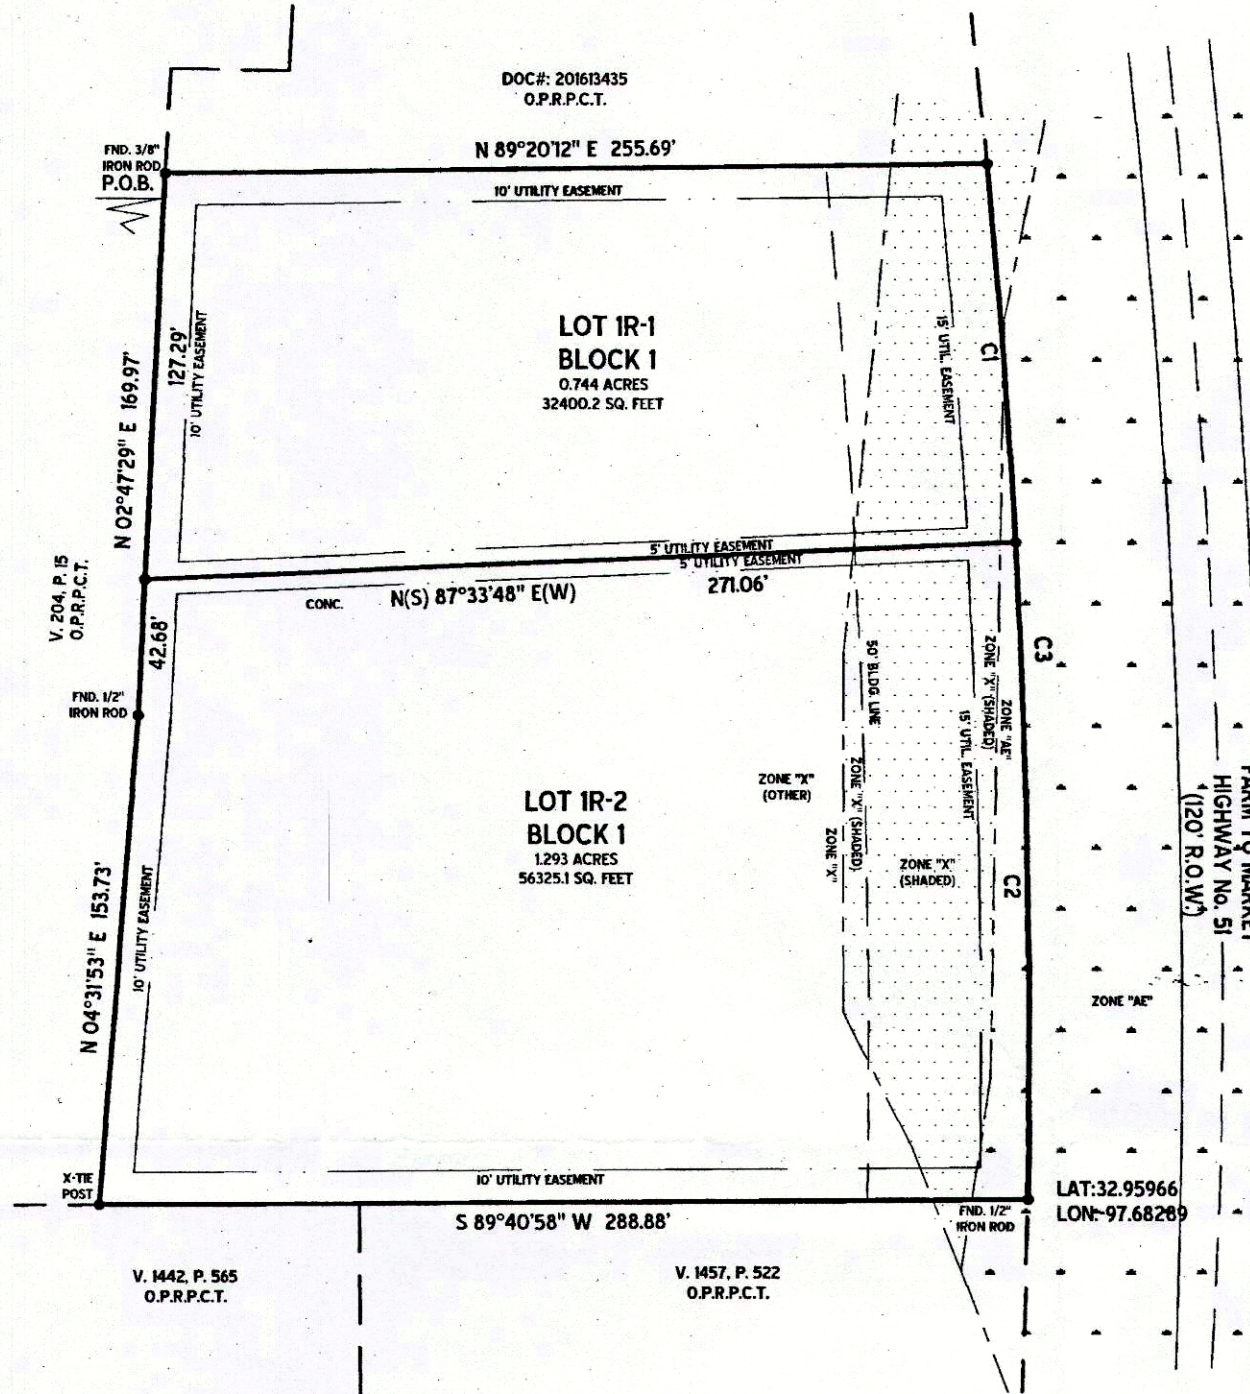 DOC#: 201613435
O.P.R.P.C.T.
FND. 3/8"
IRON ROD
P.O.B.
N 89°20'12" E 255.69'
10' UTILITY EASEMENT
LOT 1R-1
BLOCK 1
0.744 ACRES
32400.2 SQ. FEET
127.29'
10' UTILITY EASEMENT
N 02°47'29" E 169.97'
15' UTIL. EASEMENT
C1
5' UTILITY EASEMENT
5' UTILITY EASEMENT
N(S) 87°33'48" E(W)
271.06'
CONC.
V. 204, P. 15
O.P.R.P.C.T.
42.68'
FND. 1/2"
IRON ROD
C3
50' BLDG. LINE
ZONE "X"
(SHADED)
ZONE "AE"
15' UTIL. EASEMENT
ZONE "X"
(OTHER)
ZONE "X" (SHADED)
ZONE "X"
LOT 1R-2
BLOCK 1
1.293 ACRES
56325.1 SQ. FEET
ZONE "X"
(SHADED)
C2
FARM TO MARKET
HIGHWAY No. 51
(120' R.O.W.)
N 04°31'53" E 153.73'
10' UTILITY EASEMENT
ZONE "AE"
X-TIE
POST
10' UTILITY EASEMENT
S 89°40'58" W 288.88'
FND. 1/2"
IRON ROD
LAT:32.95966
LON:-97.68289
V. 1442, P. 565
O.P.R.P.C.T.
V. 1457, P. 522
O.P.R.P.C.T.